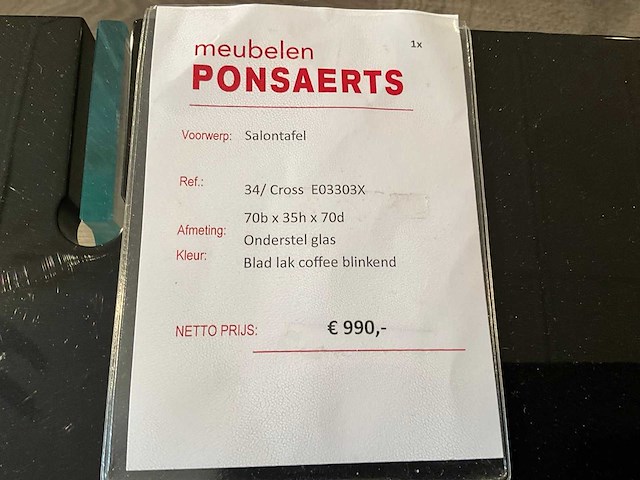 meubelen
1x
PONSAERTS
Voorwerp: Salontafel
Ref.: 34/ Cross E03303X
70b x 35h x 70d
Afmeting: Onderstel glas
Kleur: Blad lak coffee blinkend
NETTO PRIJS: € 990,-